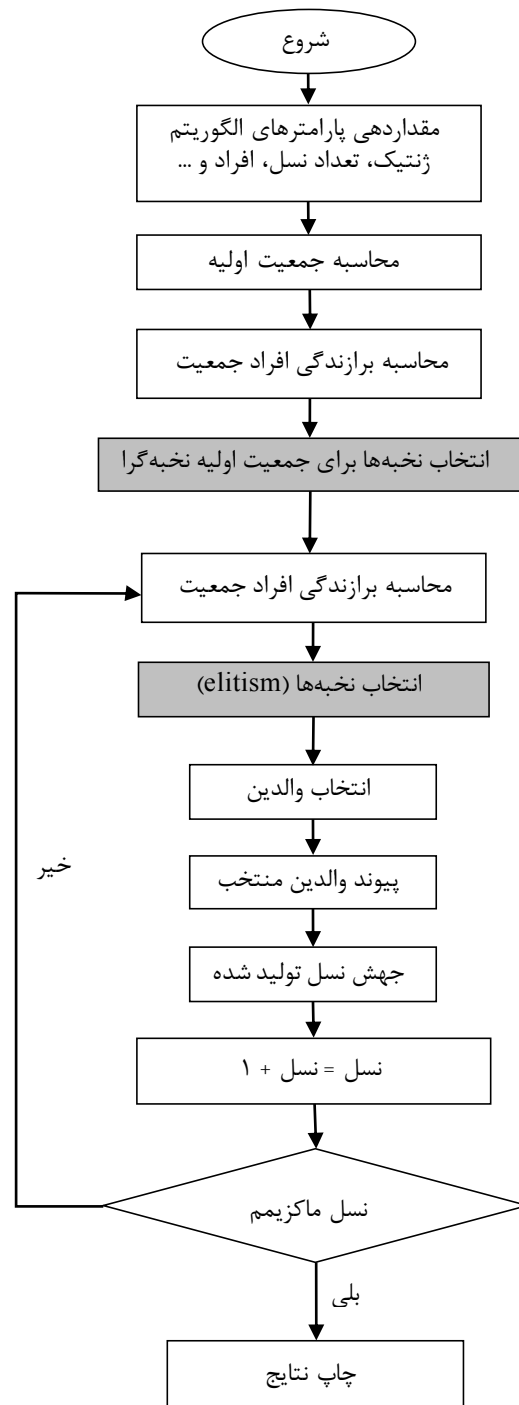 شروع
مقداردهی پارامترهای الگوریتم
ژنتیک، تعداد نسل، افراد و ...
محاسبه جمعیت اولیه
محاسبه برازندگی افراد جمعیت
انتخاب نخبه‌ها برای جمعیت اولیه نخبه‌گرا
محاسبه برازندگی افراد جمعیت
انتخاب نخبه‌ها (elitism)
انتخاب والدین
پیوند والدین منتخب
جهش نسل تولید شده
نسل = نسل + ۱
نسل ماکزیمم
خیر
بلی
چاپ نتایج